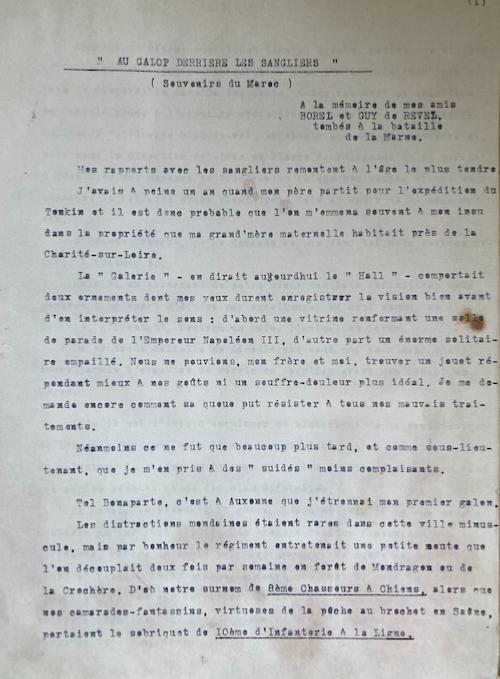 (1)
" AU GALOP DERRIERE LES SANGLIERS "
( Souvenirs du Maroc )
A la mémoire de mes amis
BOREL et GUY de REVEL,
tombés à la bataille
de la Marne.
Mes rapports avec les sangliers remontent à l'âge le plus tendre.
J'avais à peine un an quand mon père partit pour l'expédition du
Tonkin et il est donc probable que l'on m'emmena souvent à mon insu
dans la propriété que ma grand'mère maternelle habitait près de la
Charité-sur-Loire.
La " Galerie " - on dirait aujourd'hui le " Hall " - comportait
deux ornements dont mes yeux durent enregistrer la vision bien avant
d'en interpréter le sens : d'abord une vitrine renfermant une selle
de parade de l'Empereur Napoléon III, d'autre part un énorme solitai-
re empaillé. Nous ne pouvions, mon frère et moi, trouver un jouet ré-
pondant mieux à nos goûts ni un souffre-douleur plus idéal. Je me de-
mande encore comment sa queue put résister à tous nos mauvais trai-
tements.
Néanmoins ce ne fut que beaucoup plus tard, et comme sous-lieu-
tenant, que je m'en pris à des " suidés " moins complaisants.
Tel Bonaparte, c'est à Auxonne que j'étrennai mon premier galon.
Les distractions mondaines étaient rares dans cette ville minus-
cule, mais par bonheur le régiment entretenait une petite meute que
l'on découplait deux fois par semaine en forêt de Mondragon ou de
la Crochère. D'où notre surnom de 8ème Chasseurs à Chiens, alors que
nos camarades-fantassins, virtuoses de la pêche au brochet en Saône,
portaient le sobriquet de IOème d'Infanterie à la Ligne.